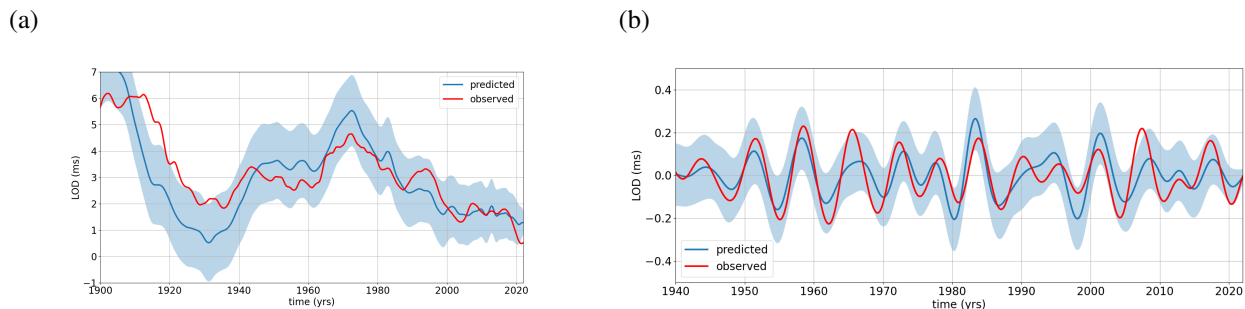 (a)
7
6
5
4
3
2
1
0
−1
LOD (ms)
predicted
observed
1900 1920 1940 1960 1980 2000 2020
time (yrs)
(b)
0.4
0.2
0.0
−0.2
−0.4
LOD (ms)
predicted
observed
1940 1950 1960 1970 1980 1990 2000 2010 2020
time (yrs)